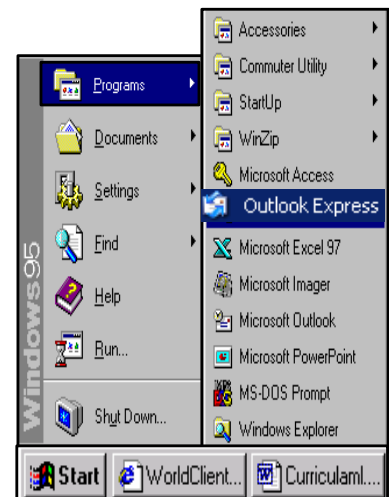 Programs
Documents
Settings
Find
Help
Run...
Shut Down...
Windows95
Accessories
Commuter Utility
StartUp
WinZip
Microsoft Access
Outlook Express
Microsoft Excel 97
Microsoft Imager
Microsoft Outlook
Microsoft PowerPoint
MS-DOS Prompt
Windows Explorer
Start WorldClient... Curriculaml....